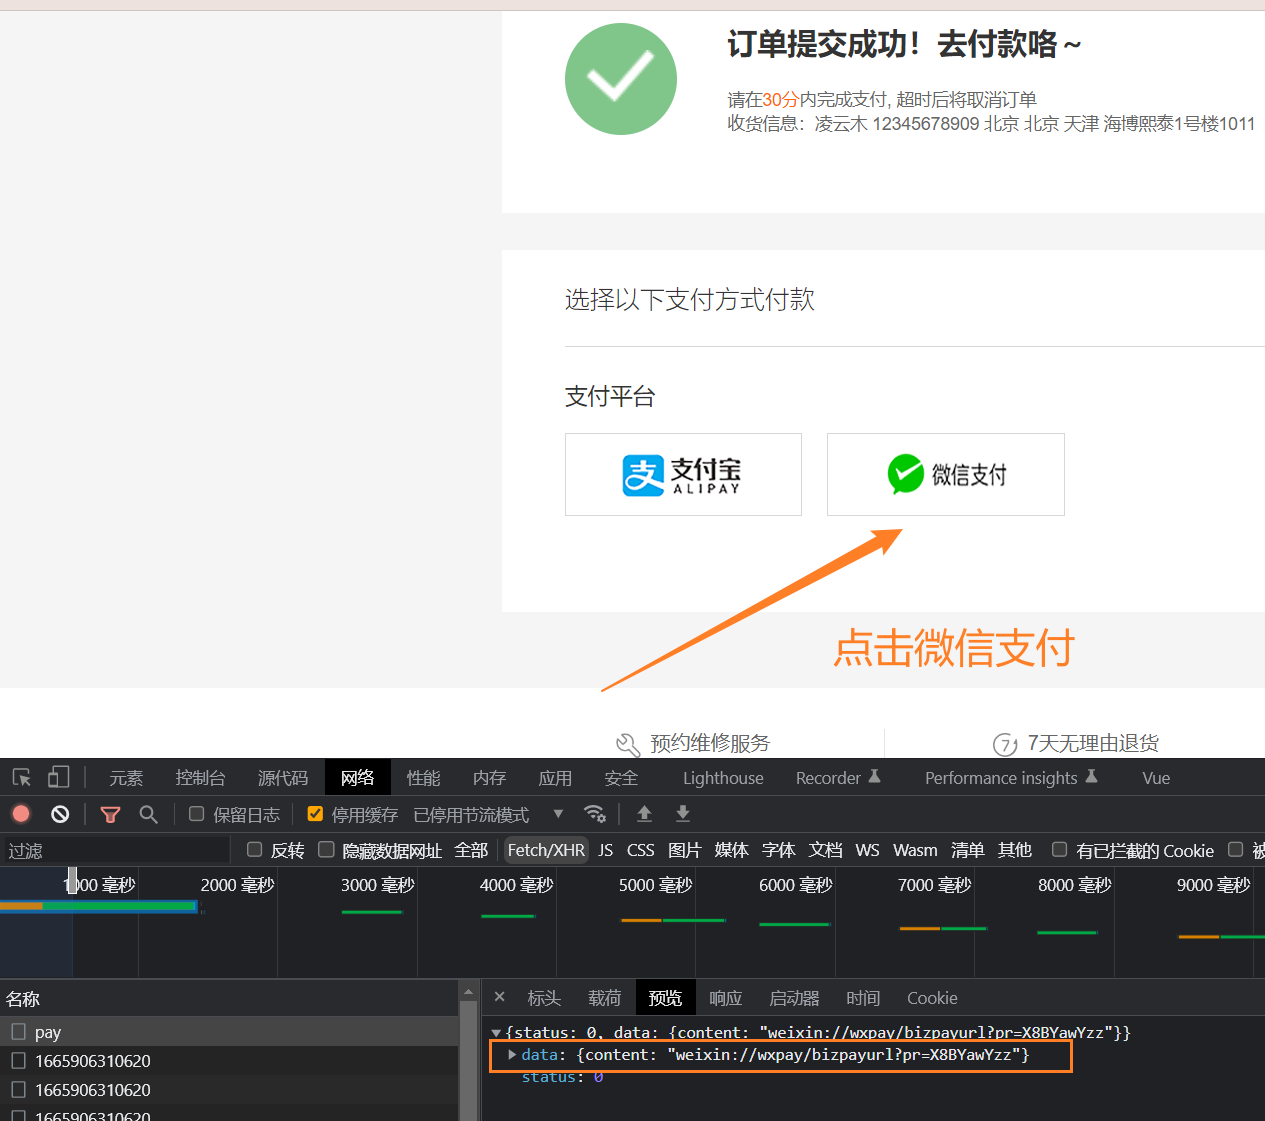 订单提交成功！去付款咯～
请在30分内完成支付, 超时后将取消订单
收货信息：凌云木 12345678909 北京 北京 天津 海博熙泰1号楼1011
选择以下支付方式付款
支付平台
支付宝
ALIPAY
微信支付
点击微信支付
预约维修服务
7天无理由退货
元素 控制台 源代码 网络 性能 内存 应用 安全 Lighthouse Recorder Performance insights Vue
保留日志 停用缓存 已停用节流模式
过滤 反转 隐藏数据网址 全部 Fetch/XHR JS CSS 图片 媒体 字体 文档 WS Wasm 清单 其他 有已拦截的 Cookie
1000 毫秒 2000 毫秒 3000 毫秒 4000 毫秒 5000 毫秒 6000 毫秒 7000 毫秒 8000 毫秒 9000 毫秒
名称
× 标头 载荷 预览 响应 启动器 时间 Cookie
pay
1665906310620
1665906310620
1665906310620
▼{status: 0, data: {content: "weixin://wxpay/bizpayurl?pr=X8BYawYzz"}}
▶data: {content: "weixin://wxpay/bizpayurl?pr=X8BYawYzz"}
status: 0